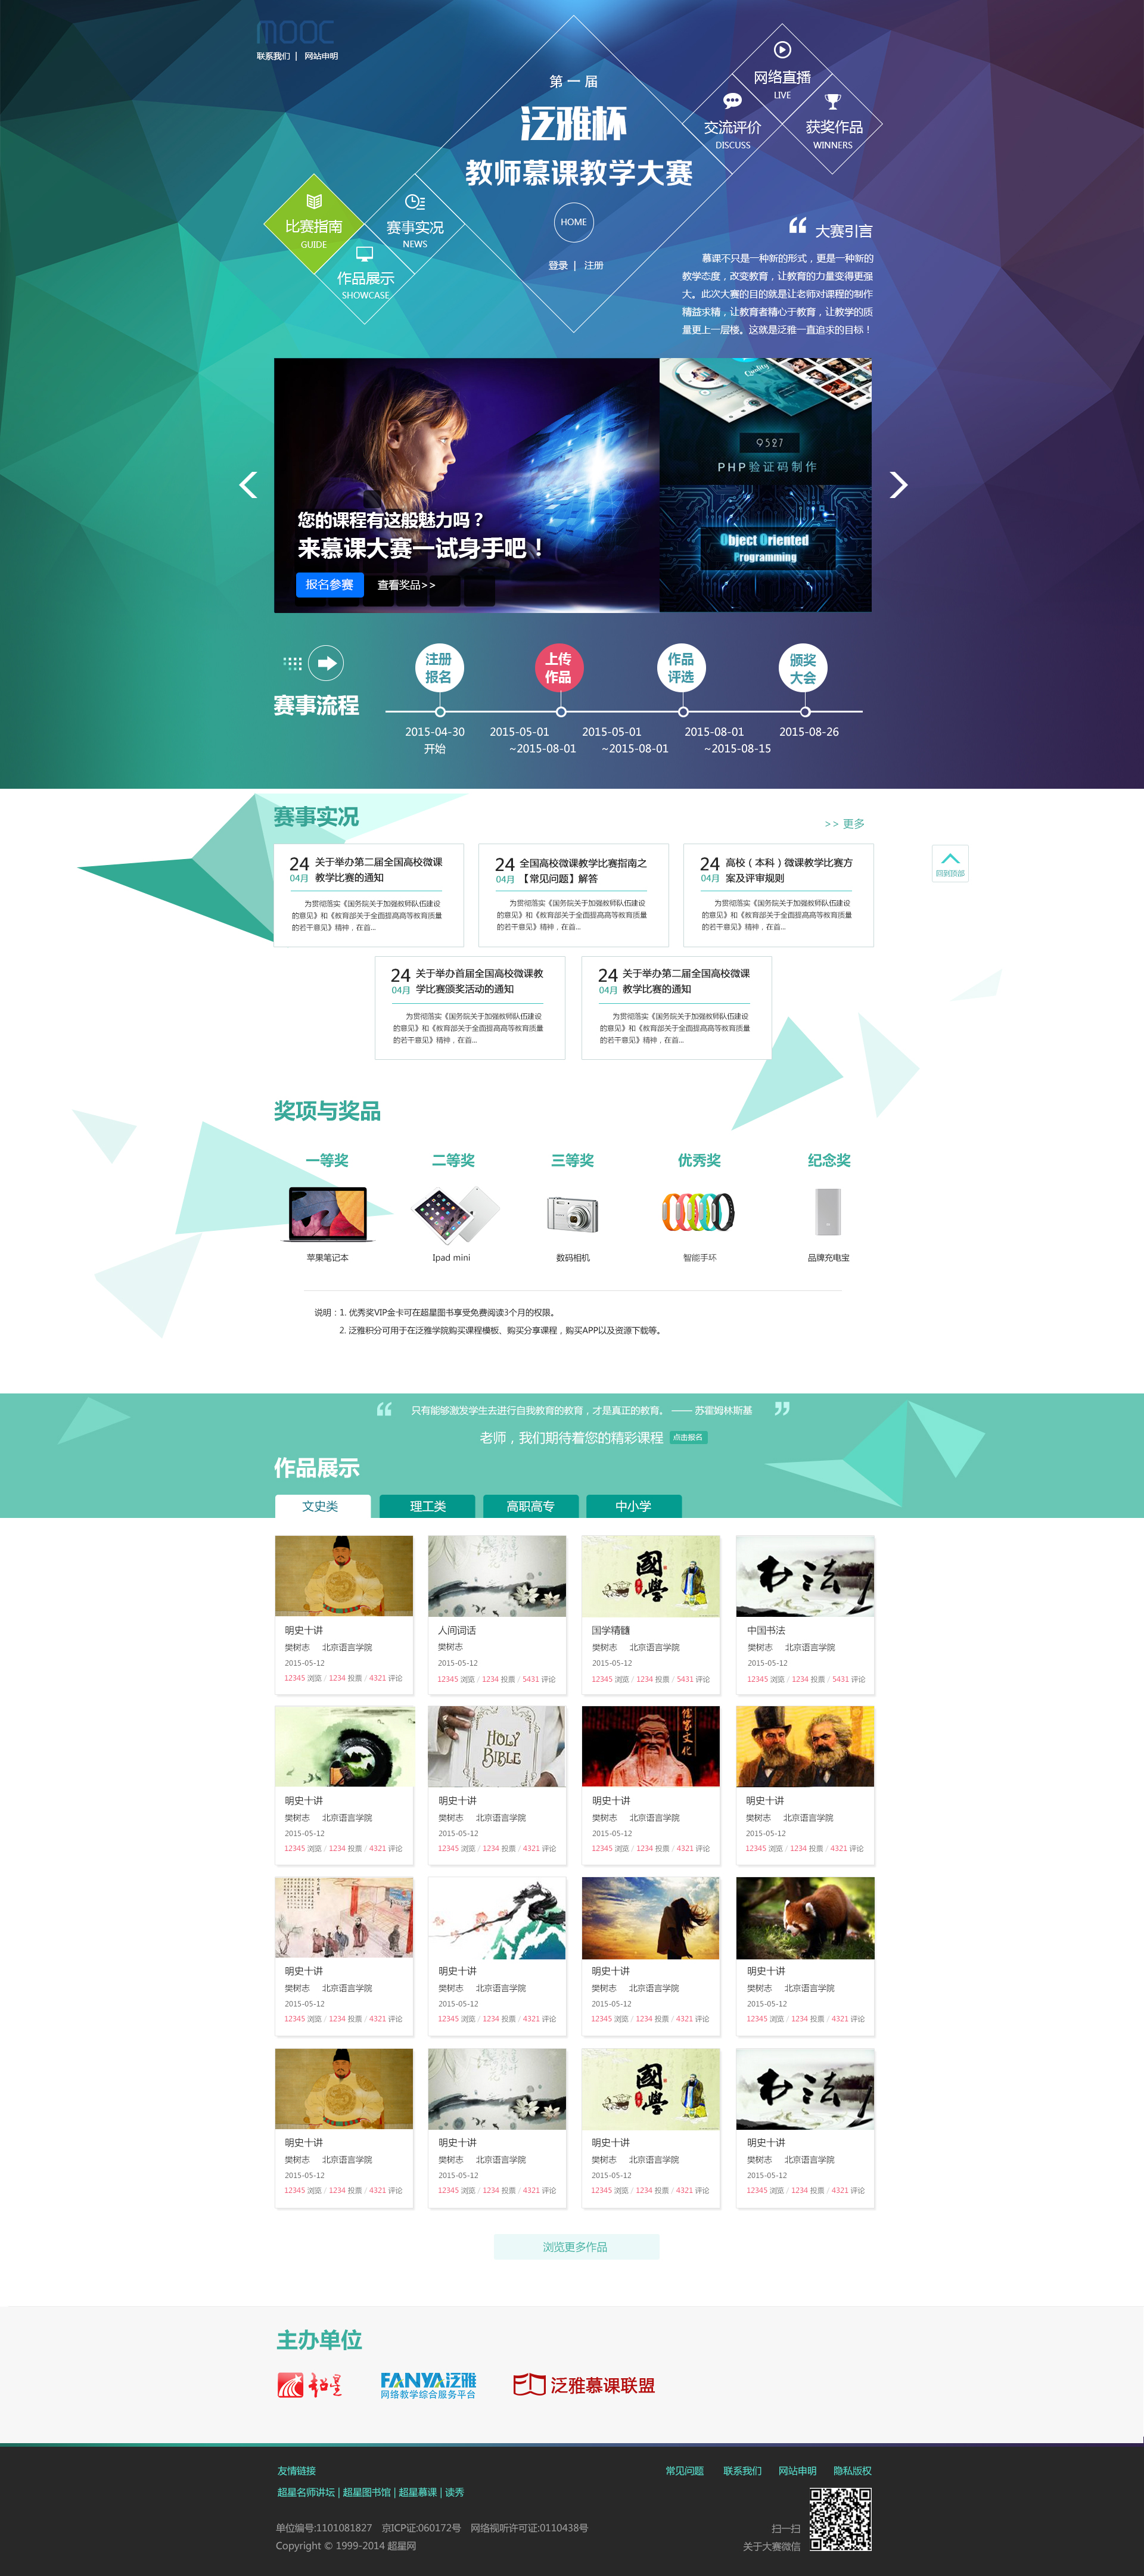 MOOC
联系我们 | 网站申明
第一届
泛雅杯
教师慕课教学大赛
HOME
登录 | 注册
网络直播
LIVE
交流评价
DISCUSS
获奖作品
WINNERS
比赛指南
GUIDE
赛事实况
NEWS
作品展示
SHOWCASE
“ 大赛引言
慕课不只是一种新的形式，更是一种新的
教学态度，改变教育，让教育的力量变得更强
大。此次大赛的目的就是让老师对课程的制作
精益求精，让教育者精心于教育，让教学的质
量更上一层楼。这就是泛雅一直追求的目标！
您的课程有这般魅力吗？
来慕课大赛一试身手吧！
报名参赛 查看奖品>>
Quality
9527
PHP验证码制作
Object Oriented
Programming
赛事流程
注册
报名
上传
作品
作品
评选
颁奖
大会
2015-04-30
开始
2015-05-01
~2015-08-01
2015-05-01
~2015-08-01
2015-08-01
~2015-08-15
2015-08-26
赛事实况
>> 更多
回到顶部
24 关于举办第二届全国高校微课
04月 教学比赛的通知
为贯彻落实《国务院关于加强教师队伍建设
的意见》和《教育部关于全面提高高等教育质量
的若干意见》精神，在首...
24 全国高校微课教学比赛指南之
04月 【常见问题】解答
为贯彻落实《国务院关于加强教师队伍建设
的意见》和《教育部关于全面提高高等教育质量
的若干意见》精神，在首...
24 高校（本科）微课教学比赛方
04月 案及评审规则
为贯彻落实《国务院关于加强教师队伍建设
的意见》和《教育部关于全面提高高等教育质量
的若干意见》精神，在首...
24 关于举办首届全国高校微课教
04月 学比赛颁奖活动的通知
为贯彻落实《国务院关于加强教师队伍建设
的意见》和《教育部关于全面提高高等教育质量
的若干意见》精神，在首...
24 关于举办第二届全国高校微课
04月 教学比赛的通知
为贯彻落实《国务院关于加强教师队伍建设
的意见》和《教育部关于全面提高高等教育质量
的若干意见》精神，在首...
奖项与奖品
一等奖 二等奖 三等奖 优秀奖 纪念奖
苹果笔记本 Ipad mini 数码相机 智能手环 品牌充电宝
说明：1. 优秀奖VIP金卡可在超星图书享受免费阅读3个月的权限。
2. 泛雅积分可用于在泛雅学院购买课程模板、购买分享课程，购买APP以及资源下载等。
“ 只有能够激发学生去进行自我教育的教育，才是真正的教育。 —— 苏霍姆林斯基 ”
老师，我们期待着您的精彩课程 点击报名
作品展示
文史类 理工类 高职高专 中小学
明史十讲
樊树志 北京语言学院
2015-05-12
12345 浏览 / 1234 投票 / 4321 评论
人间词话
樊树志
2015-05-12
12345 浏览 / 1234 投票 / 5431 评论
國學
国学精髓
樊树志 北京语言学院
2015-05-12
12345 浏览 / 1234 投票 / 5431 评论
书法
中国书法
樊树志 北京语言学院
2015-05-12
12345 浏览 / 1234 投票 / 5431 评论
明史十讲
樊树志 北京语言学院
2015-05-12
12345 浏览 / 1234 投票 / 4321 评论
HOLY
BIBLE
明史十讲
樊树志 北京语言学院
2015-05-12
12345 浏览 / 1234 投票 / 4321 评论
儒家文化
明史十讲
樊树志 北京语言学院
2015-05-12
12345 浏览 / 1234 投票 / 4321 评论
明史十讲
樊树志 北京语言学院
2015-05-12
12345 浏览 / 1234 投票 / 4321 评论
明史十讲
樊树志 北京语言学院
2015-05-12
12345 浏览 / 1234 投票 / 4321 评论
明史十讲
樊树志 北京语言学院
2015-05-12
12345 浏览 / 1234 投票 / 4321 评论
明史十讲
樊树志 北京语言学院
2015-05-12
12345 浏览 / 1234 投票 / 4321 评论
明史十讲
樊树志 北京语言学院
2015-05-12
12345 浏览 / 1234 投票 / 4321 评论
明史十讲
樊树志 北京语言学院
2015-05-12
12345 浏览 / 1234 投票 / 4321 评论
明史十讲
樊树志 北京语言学院
2015-05-12
12345 浏览 / 1234 投票 / 4321 评论
國學
明史十讲
樊树志 北京语言学院
2015-05-12
12345 浏览 / 1234 投票 / 4321 评论
书法
明史十讲
樊树志 北京语言学院
2015-05-12
12345 浏览 / 1234 投票 / 4321 评论
浏览更多作品
主办单位
超星
FANYA泛雅
网络教学综合服务平台
泛雅慕课联盟
友情链接
超星名师讲坛 | 超星图书馆 | 超星慕课 | 读秀
常见问题 联系我们 网站申明 隐私版权
单位编号:1101081827 京ICP证:060172号 网络视听许可证:0110438号
Copyright © 1999-2014 超星网
扫一扫
关于大赛微信